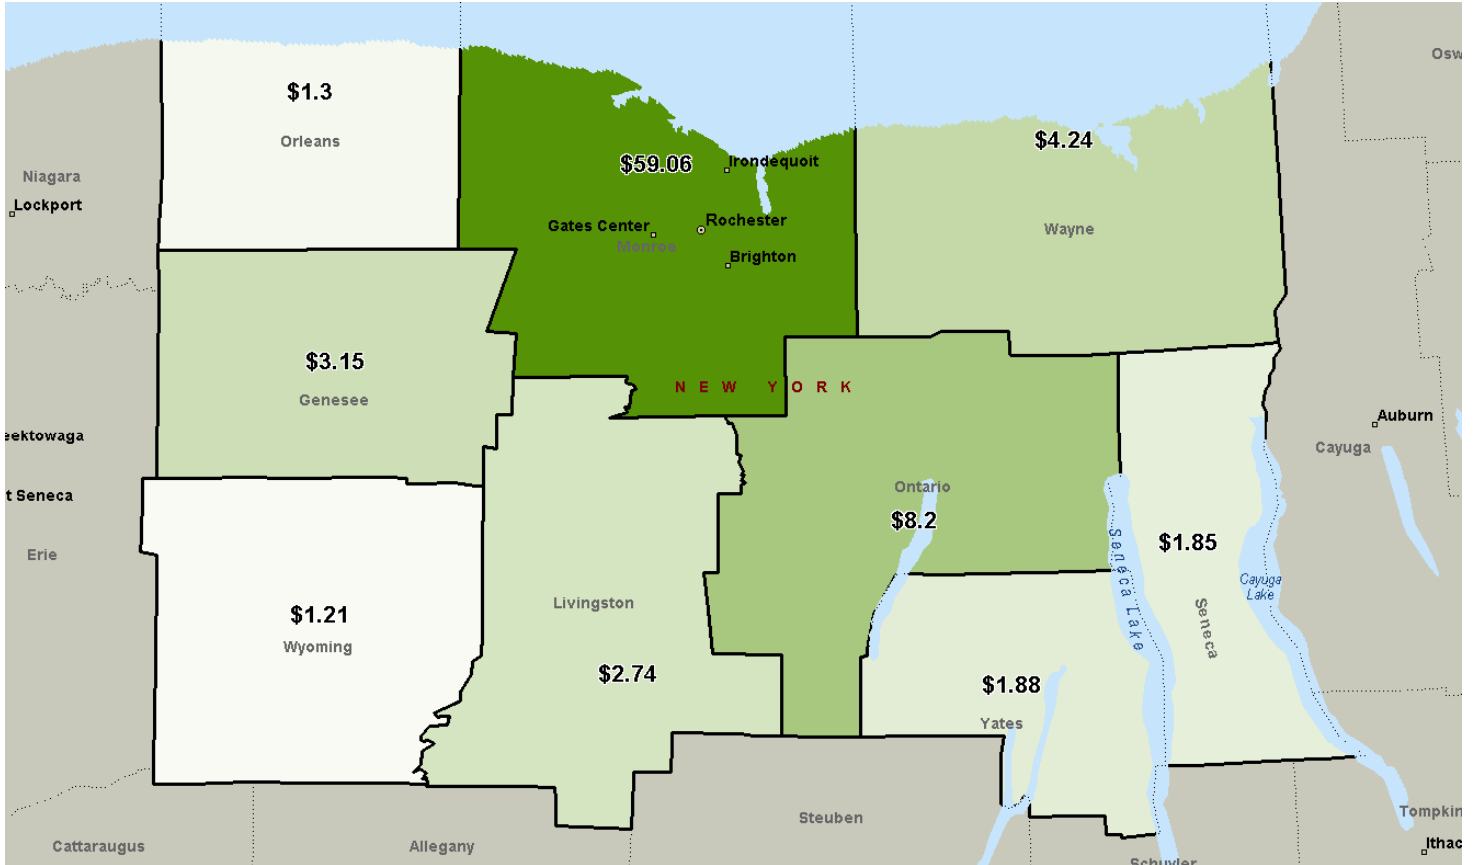 Osw
$1.3
Orleans
$59.06
Irondequoit
$4.24
Niagara
Lockport
Gates Center
Rochester
Monroe
Brighton
Wayne
$3.15
Genesee
NEW YORK
eektowaga
Auburn
Cayuga
t Seneca
Ontario
$8.2
Erie
Seneca Lake
$1.85
Cayuga
Lake
Livingston
$1.21
Wyoming
Seneca
$2.74
$1.88
Yates
Steuben
Tompkin
Cattaraugus
Allegany
Ithac
Schuyler